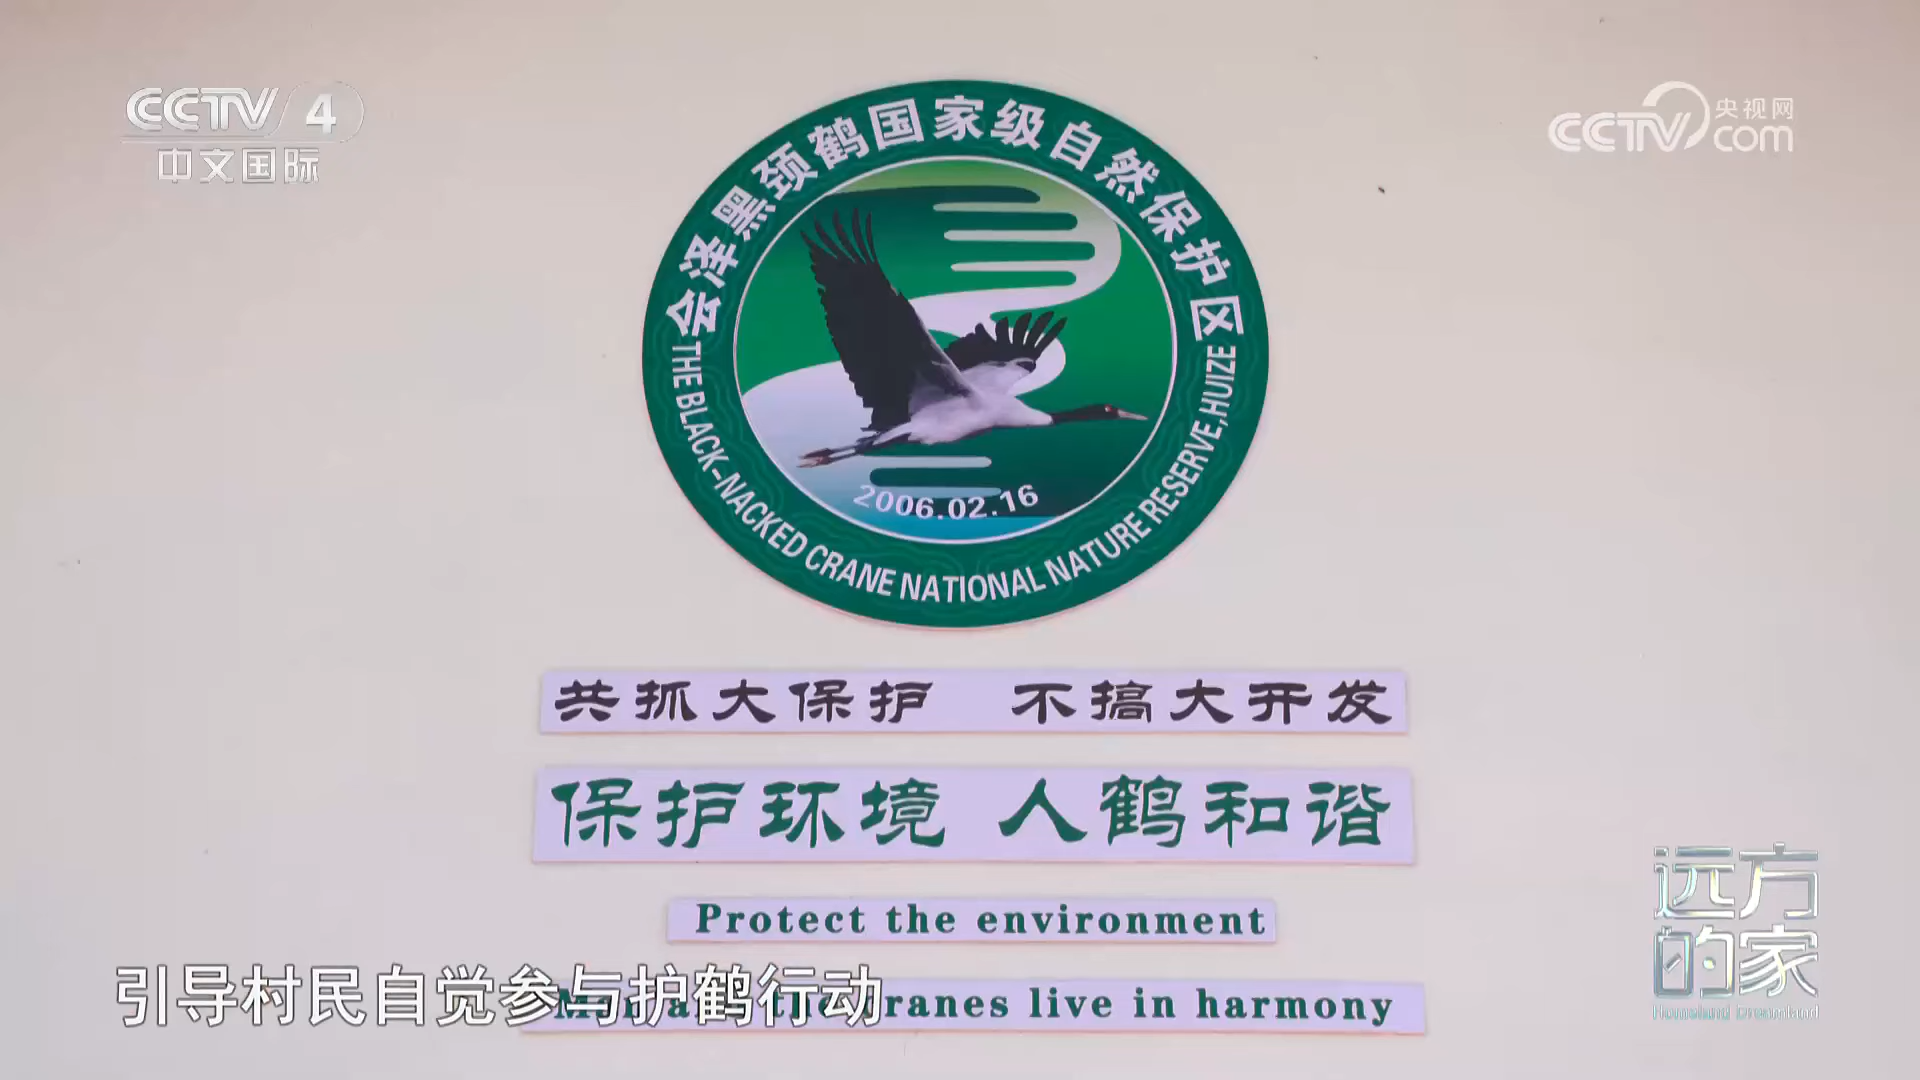 CCTV 4
中文国际
CCTV com
央视网
会泽黑颈鹤国家级自然保护区
THE BLACK-NACKED CRANE NATIONAL NATURE RESERVE,HUIZE
2006.02.16
共抓大保护 不搞大开发
保护环境 人鹤和谐
Protect the environment
ranes live in harmony
引导村民自觉参与护鹤行动
远方的家
Homeland Dreamland